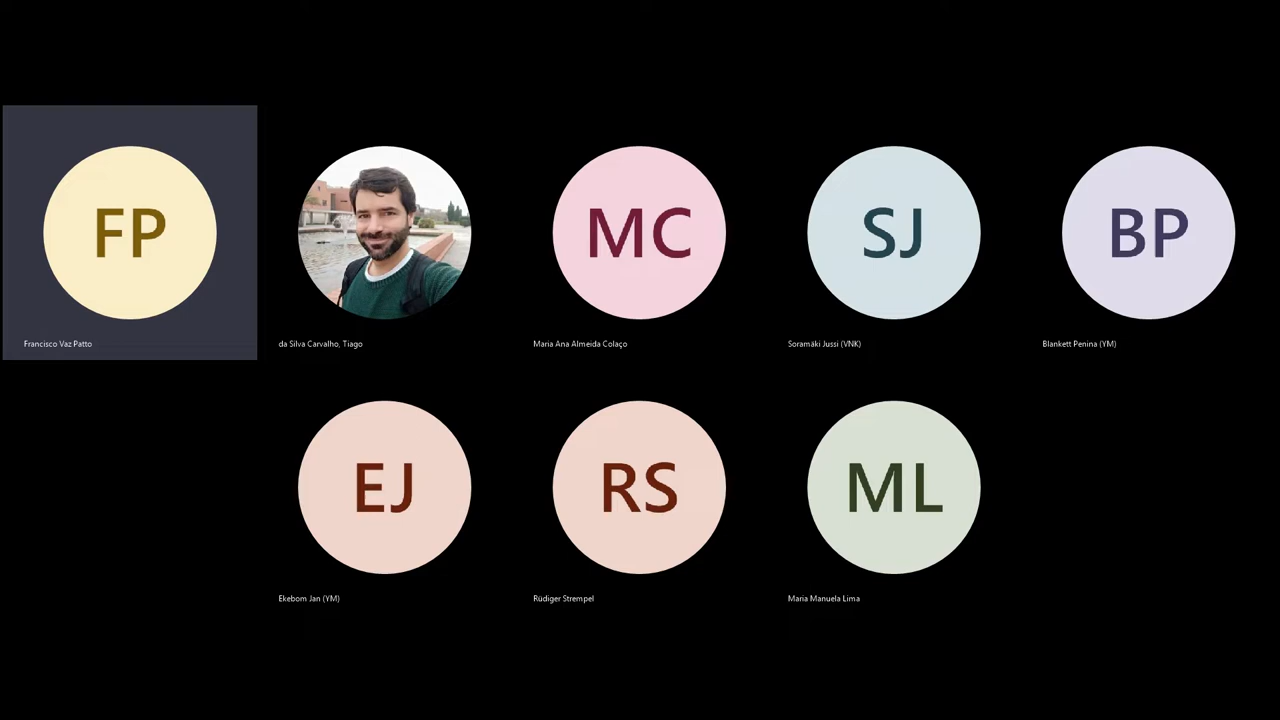 FP
MC
SJ
BP
Francisco Vaz Patto
da Silva Carvalho, Tiago
Maria Ana Almeida Colaço
Soramäki Jussi (VNK)
Blankett Penina (YM)
EJ
RS
ML
Ekebom Jan (YM)
Rüdiger Strempel
Maria Manuela Lima